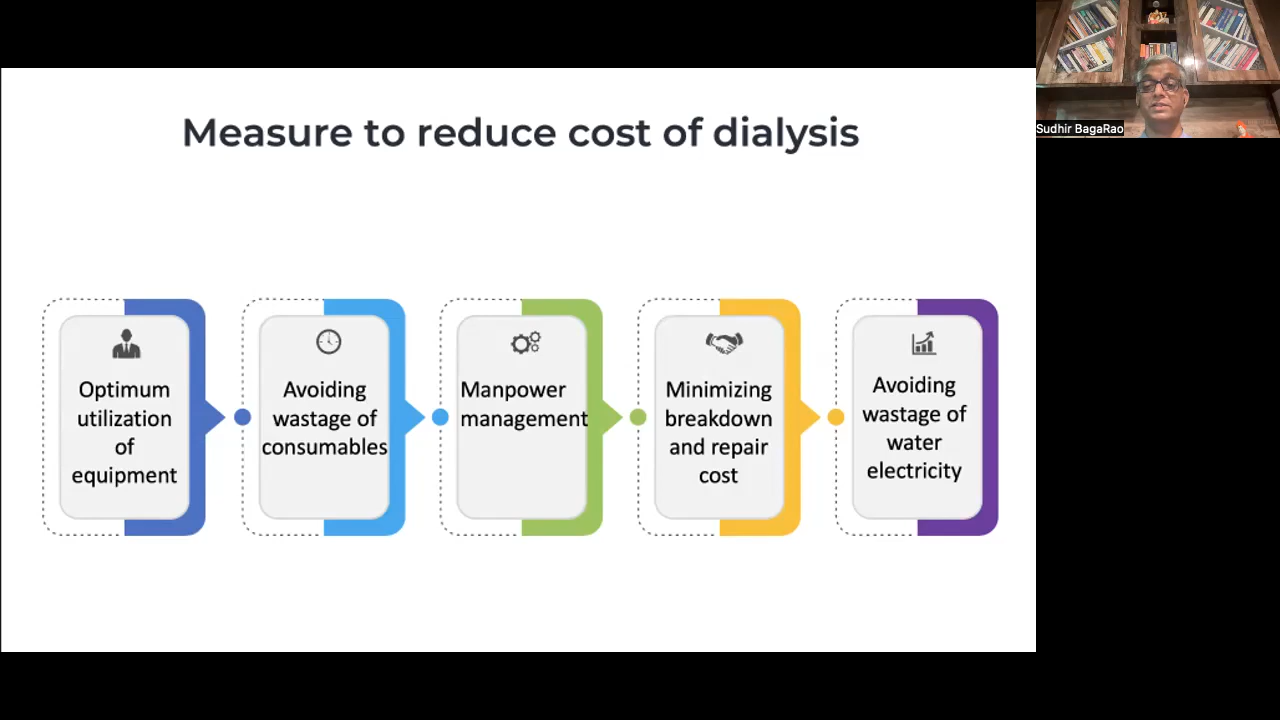 Measure to reduce cost of dialysis
Optimum
utilization
of
equipment
Avoiding
wastage of
consumables
Manpower
management
Minimizing
breakdown
and repair
cost
Avoiding
wastage of
water
electricity
Sudhir BagaRao